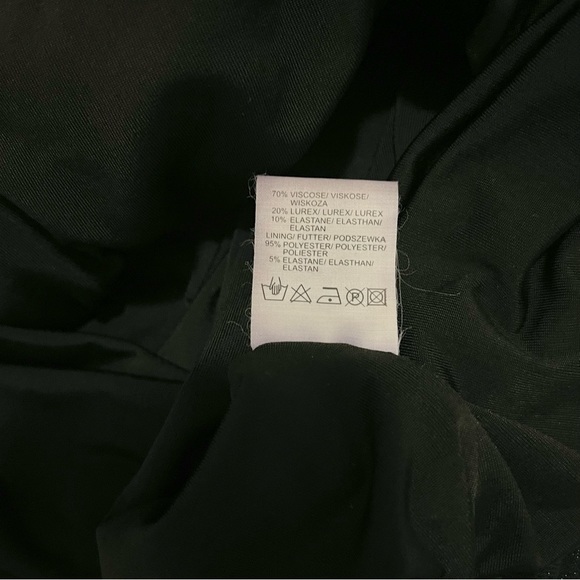 70% VISCOSE/ VISKOSE/
WISKOZA
20% LUREX/ LUREX/ LUREX
10% ELASTANE/ ELASTHAN/
ELASTAN
LINING/ FUTTER/ PODSZEWKA
95% POLYESTER/ POLYESTER/
POLIESTER
5% ELASTANE/ ELASTHAN/
ELASTAN
R